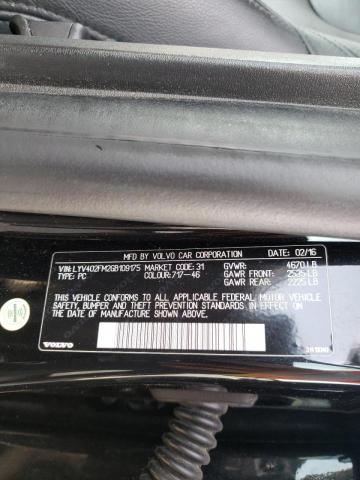 MFD BY VOLVO CAR CORPORATION DATE: 02/16
VIN: LYV402FM2GB109175 MARKET CODE: 31 GVWR: 4670 LB
TYPE: PC COLOUR: 717-46 GAWR FRONT: 2535 LB
GAWR REAR: 2225 LB
THIS VEHICLE CONFORMS TO ALL APPLICABLE FEDERAL MOTOR VEHICLE
SAFETY, BUMPER AND THEFT PREVENTION STANDARDS IN EFFECT ON
THE DATE OF MANUFACTURE SHOWN ABOVE.
VOLVO